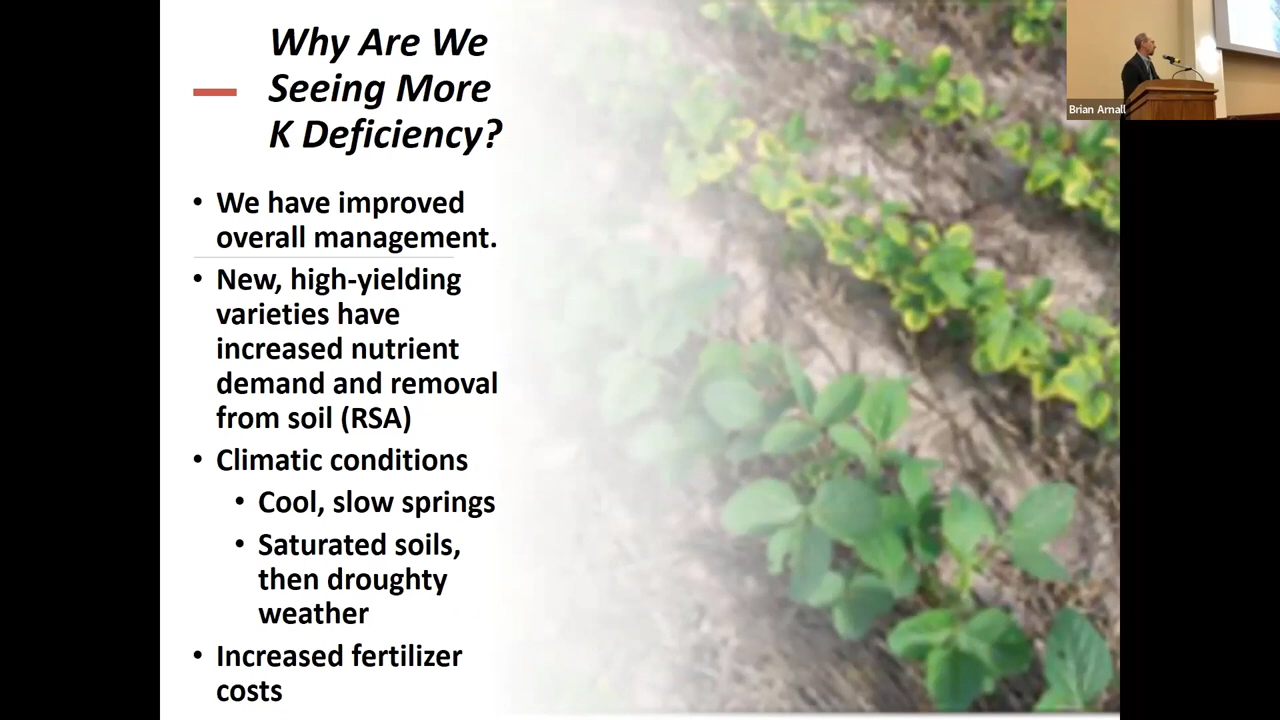 Why Are We
Seeing More
K Deficiency?
• We have improved
overall management.
• New, high-yielding
varieties have
increased nutrient
demand and removal
from soil (RSA)
• Climatic conditions
• Cool, slow springs
• Saturated soils,
then droughty
weather
• Increased fertilizer
costs
Brian Arnall